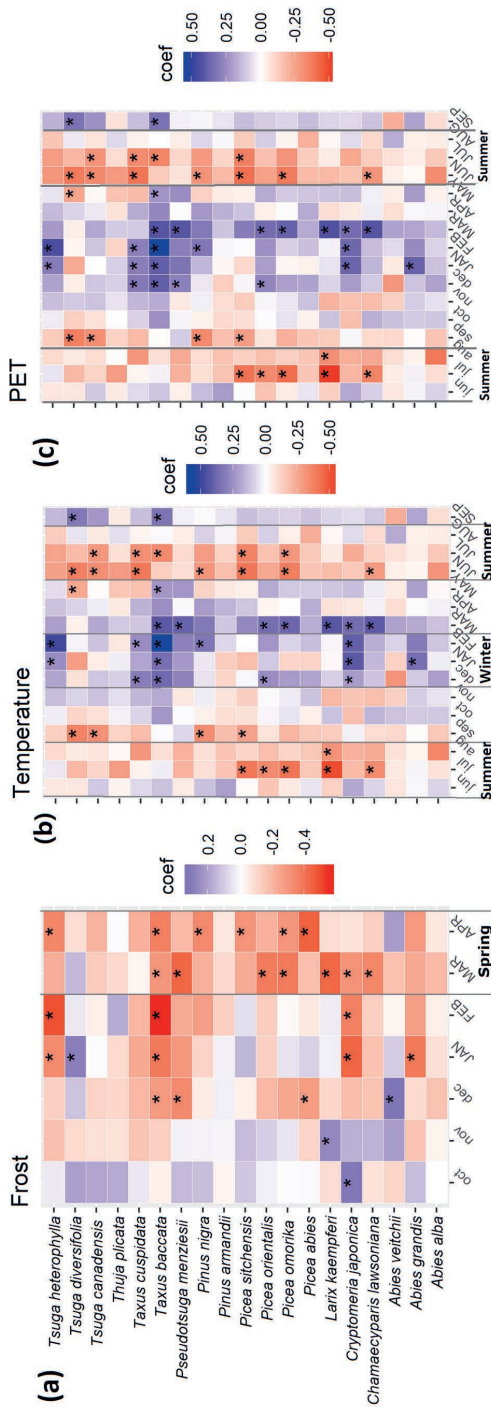 (a)
Frost
Tsuga heterophylla
Tsuga diversifolia
Tsuga canadensis
Thuja plicata
Taxus cuspidata
Taxus baccata
Pseudotsuga menziesii
Pinus nigra
Pinus armandii
Picea sitchensis
Picea orientalis
Picea omorika
Picea abies
Larix kaempferi
Cryptomeria japonica
Chamaecyparis lawsoniana
Abies veitchii
Abies grandis
Abies alba
oct nov dec JAN FEB MAR APR
Spring
coef
0.2
0.0
-0.2
-0.4
(b)
Temperature
jun jul aug sep oct nov dec JAN FEB MAR APR MAY JUN JUL AUG SEP
Summer Winter Summer
coef
0.50
0.25
0.00
-0.25
-0.50
(c)
PET
jun jul aug sep oct nov dec JAN FEB MAR APR MAY JUN JUL AUG SEP
Summer Summer
coef
0.50
0.25
0.00
-0.25
-0.50